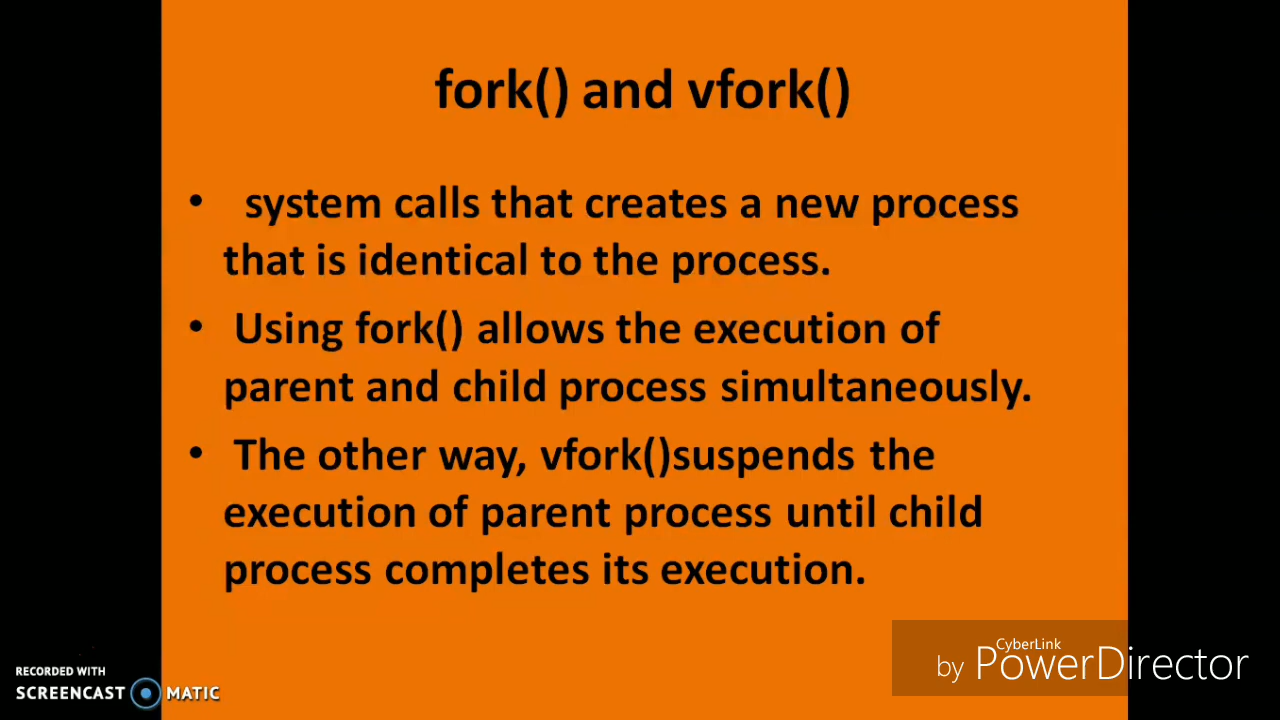 fork() and vfork()
• system calls that creates a new process
that is identical to the process.
• Using fork() allows the execution of
parent and child process simultaneously.
• The other way, vfork()suspends the
execution of parent process until child
process completes its execution.
CyberLink
by PowerDirector
RECORDED WITH
SCREENCAST MATIC